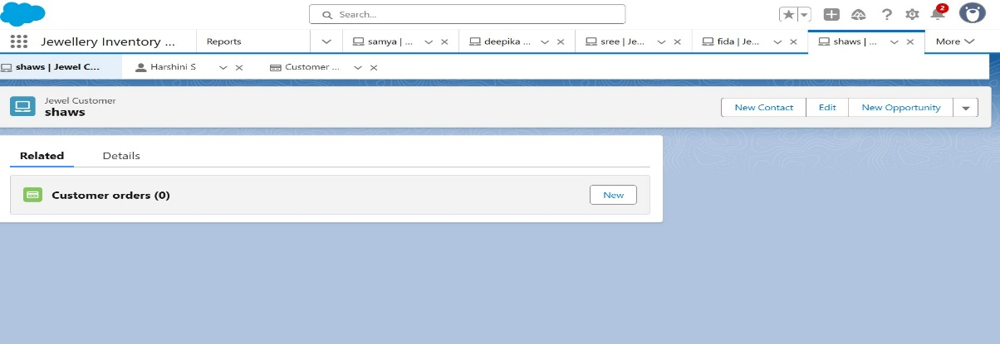 Search...
2
Jewellery Inventory ...
Reports
samya | ...
deepika ...
sree | Je...
fida | Je...
shaws | ...
More
shaws | Jewel C...
Harshini S
Customer ...
Jewel Customer
shaws
New Contact
Edit
New Opportunity
Related
Details
Customer orders (0)
New